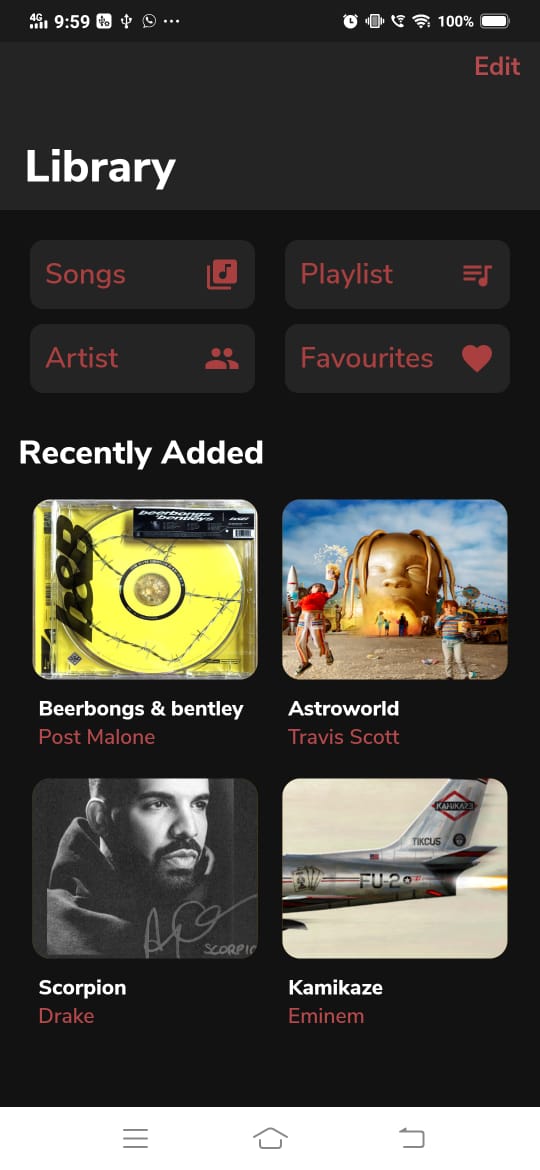 4G 9:59 100%
Edit
Library
Songs Playlist
Artist Favourites
Recently Added
beerbongs
bentleys
b&b
Beerbongs & bentley Astroworld
Post Malone Travis Scott
KAMIKAZE
TIKCUS
FU-2
SCORPIO
Scorpion Kamikaze
Drake Eminem